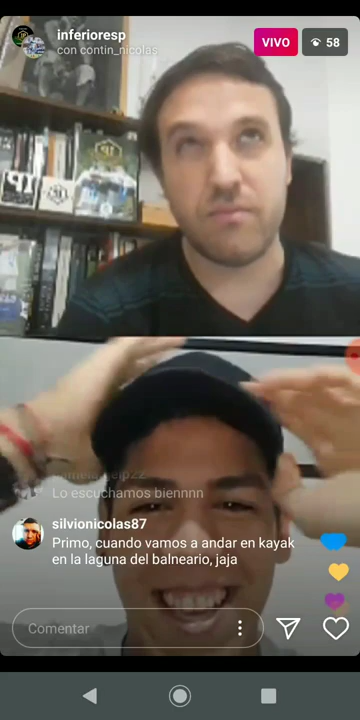 inferioresp
con contin_nicolas
VIVO
58
Lo escuchamos biennnn
silvionicolas87
Primo, cuando vamos a andar en kayak
en la laguna del balneario, jaja
Comentar